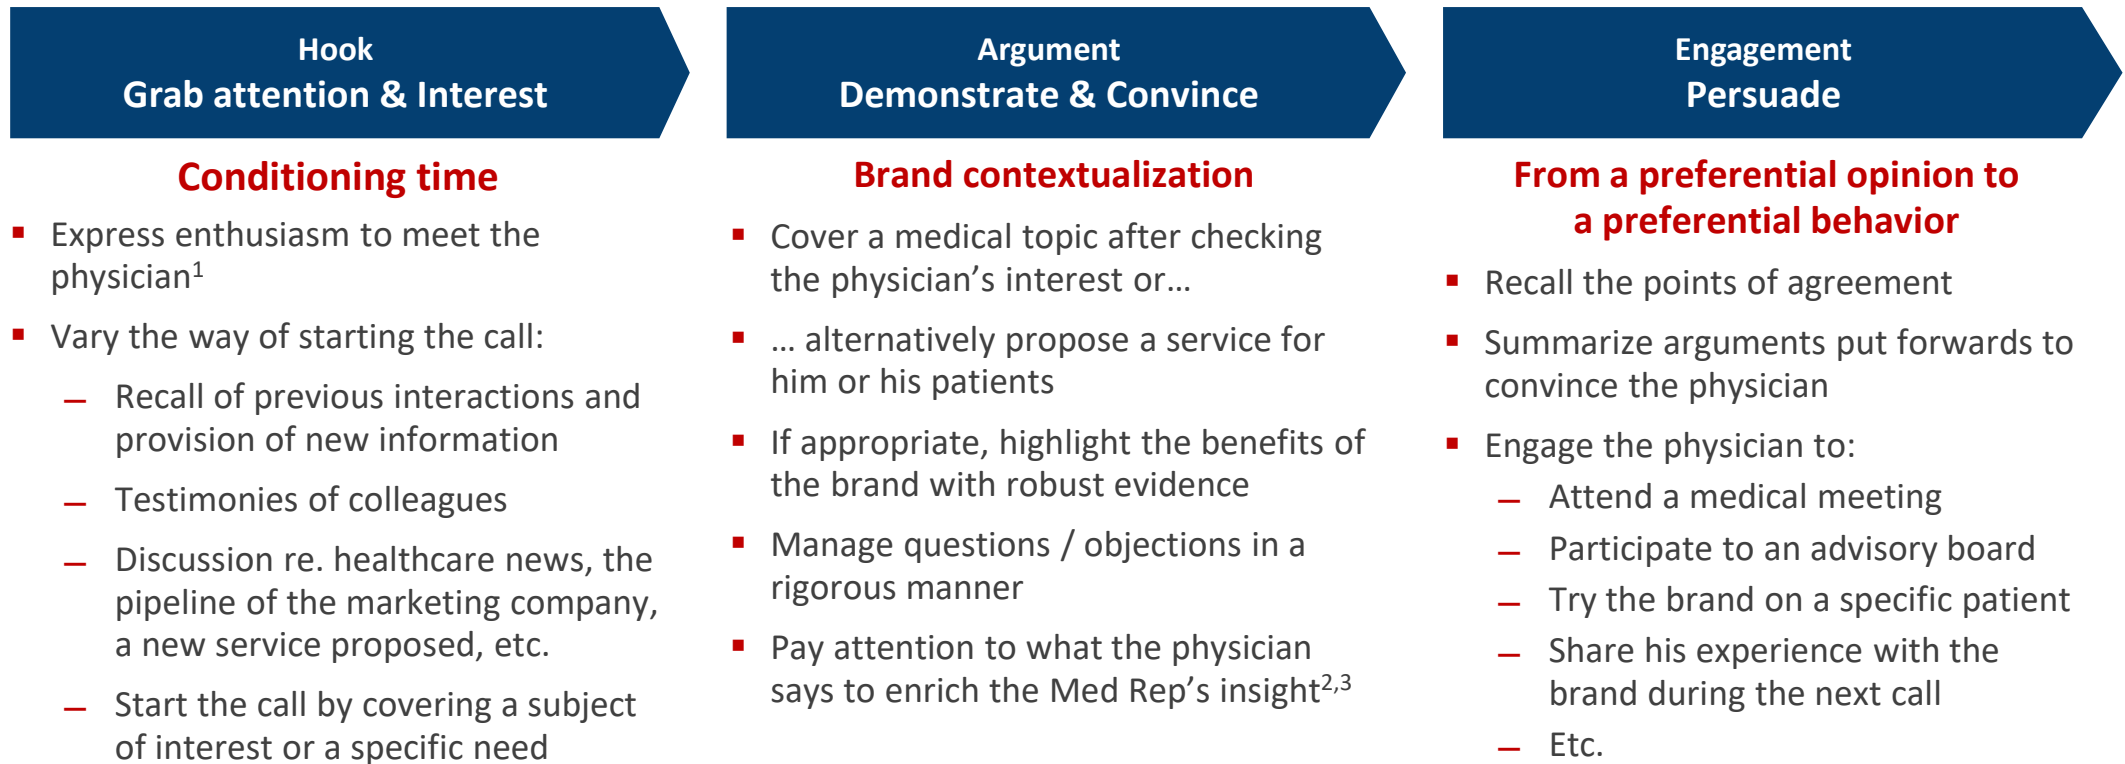 Hook
Grab attention & Interest
Conditioning time
▪ Express enthusiasm to meet the
physician¹
▪ Vary the way of starting the call:
– Recall of previous interactions and
provision of new information
– Testimonies of colleagues
– Discussion re. healthcare news, the
pipeline of the marketing company,
a new service proposed, etc.
– Start the call by covering a subject
of interest or a specific need
Argument
Demonstrate & Convince
Brand contextualization
▪ Cover a medical topic after checking
the physician’s interest or…
▪ … alternatively propose a service for
him or his patients
▪ If appropriate, highlight the benefits of
the brand with robust evidence
▪ Manage questions / objections in a
rigorous manner
▪ Pay attention to what the physician
says to enrich the Med Rep’s insight²,³
Engagement
Persuade
From a preferential opinion to
a preferential behavior
▪ Recall the points of agreement
▪ Summarize arguments put forwards to
convince the physician
▪ Engage the physician to:
– Attend a medical meeting
– Participate to an advisory board
– Try the brand on a specific patient
– Share his experience with the
brand during the next call
– Etc.